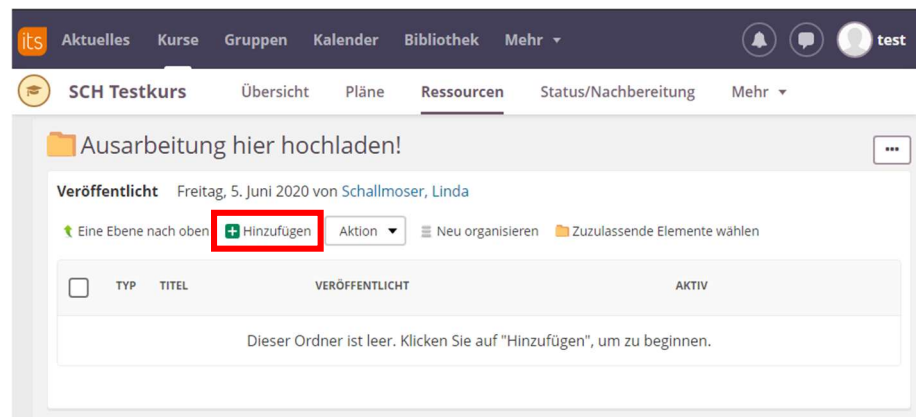 its Aktuelles Kurse Gruppen Kalender Bibliothek Mehr test
SCH Testkurs Übersicht Pläne Ressourcen Status/Nachbereitung Mehr
Ausarbeitung hier hochladen!
Veröffentlicht Freitag, 5. Juni 2020 von Schallmoser, Linda
Eine Ebene nach oben Hinzufügen Aktion Neu organisieren Zuzulassende Elemente wählen
TYP TITEL VERÖFFENTLICHT AKTIV
Dieser Ordner ist leer. Klicken Sie auf "Hinzufügen", um zu beginnen.